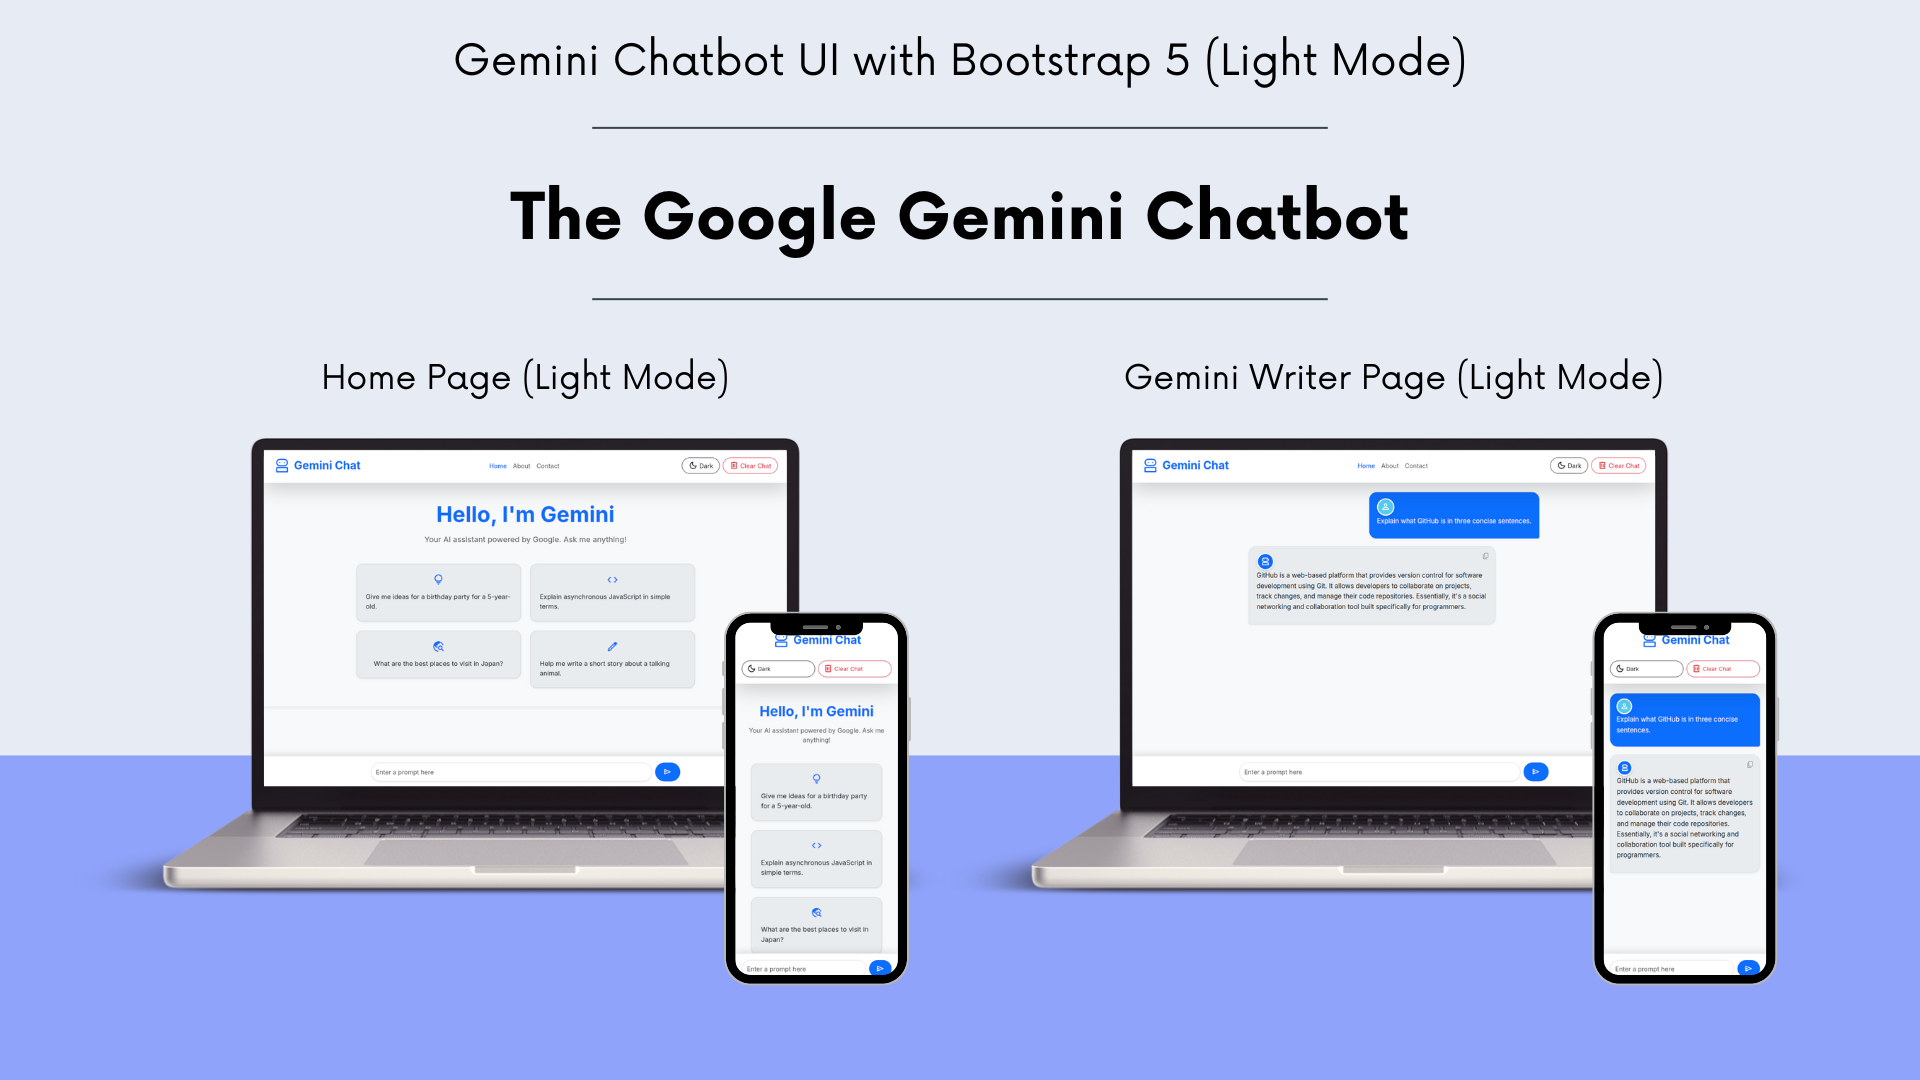 Gemini Chatbot UI with Bootstrap 5 (Light Mode)
The Google Gemini Chatbot
Home Page (Light Mode)
Gemini Chat
Home About Contact
Dark
Clear Chat
Hello, I'm Gemini
Your AI assistant powered by Google. Ask me anything!
Give me ideas for a birthday party for a 5-year-
old.
Explain asynchronous JavaScript in simple
terms.
What are the best places to visit in Japan?
Help me write a short story about a talking
animal.
Enter a prompt here
Gemini Chat
Dark
Clear Chat
Hello, I'm Gemini
Your AI assistant powered by Google. Ask me
anything!
Give me ideas for a birthday party
for a 5-year-old.
Explain asynchronous JavaScript in
simple terms.
What are the best places to visit in
Japan?
Enter a prompt here
Gemini Writer Page (Light Mode)
Gemini Chat
Home About Contact
Dark
Clear Chat
Explain what GitHub is in three concise sentences.
GitHub is a web-based platform that provides version control for software
development using Git. It allows developers to collaborate on projects,
track changes, and manage their code repositories. Essentially, it's a social
networking and collaboration tool built specifically for programmers.
Enter a prompt here
Gemini Chat
Dark
Clear Chat
Explain what GitHub is in three concise
sentences.
GitHub is a web-based platform that
provides version control for software
development using Git. It allows developers
to collaborate on projects, track changes,
and manage their code repositories.
Essentially, it's a social networking and
collaboration tool built specifically for
programmers.
Enter a prompt here